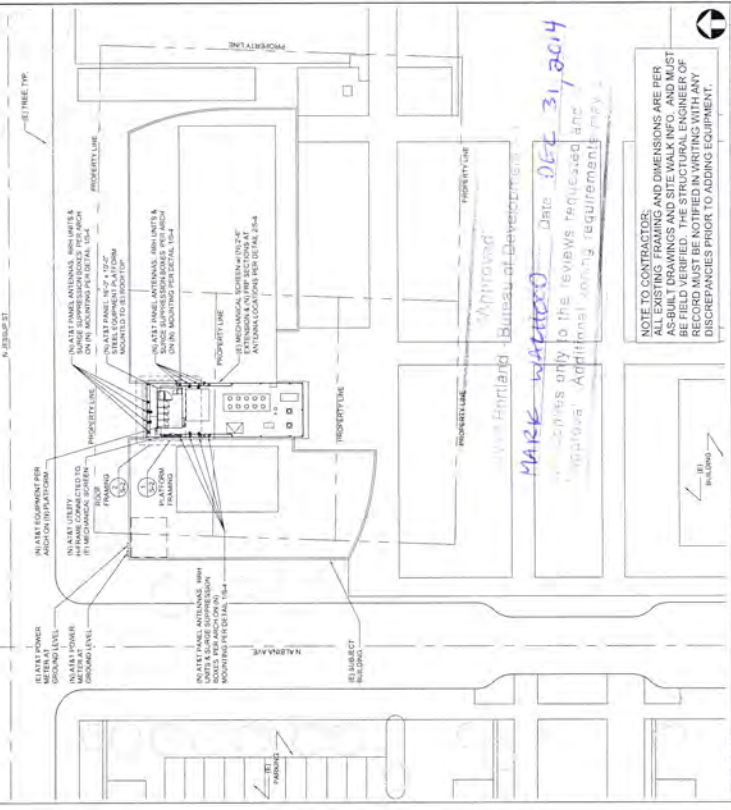 N JESSUP ST
(E) TREE, TYP.
PROPERTY LINE
PROPERTY LINE
(N) AT&T PANEL ANTENNAS, RRH UNITS &
SURGE SUPPRESSION BOXES PER ARCH
ON (N) MOUNTING PER DETAIL 1/S-4
(N) AT&T PANEL 16'-0" x 12'-0"
STEEL EQUIPMENT PLATFORM
MOUNTED TO (E) ROOFTOP
(N) AT&T PANEL ANTENNAS, RRH UNITS &
SURGE SUPPRESSION BOXES PER ARCH
ON (N) MOUNTING PER DETAIL 1/S-4
PROPERTY LINE
(E) MECHANICAL SCREEN w/ (N) 2'-6"
EXTENSION & (N) FRP SECTIONS AT
ANTENNA LOCATIONS PER DETAIL 2/S-4
PROPERTY LINE
(N) AT&T EQUIPMENT PER
ARCH ON (N) PLATFORM
(N) AT&T UTILITY
H-FRAME CONNECTED TO
(E) MECHANICAL SCREEN
ROOF
FRAMING
2
1
PLATFORM
FRAMING
(E) AT&T POWER
METER AT
GROUND LEVEL
(N) AT&T POWER
METER AT
GROUND LEVEL
(N) AT&T PANEL ANTENNAS, RRH
UNITS & SURGE SUPPRESSION
BOXES PER ARCH ON (N)
MOUNTING PER DETAIL 1/S-4
N ALBINA AVE
(E) SUBJECT
BUILDING
PROPERTY LINE
PROPERTY LINE
PROPERTY LINE
(E)
PARKING
(E)
BUILDING
Approved
Portland - Bureau of Development
MARK WALHOOD Date DEC 31, 2014
only to the reviews requested and
approval. Additional zoning requirements may
NOTE TO CONTRACTOR:
ALL EXISTING FRAMING AND DIMENSIONS ARE PER
AS-BUILT DRAWINGS AND SITE WALK INFO. AND MUST
BE FIELD VERIFIED. THE STRUCTURAL ENGINEER OF
RECORD MUST BE NOTIFIED IN WRITING WITH ANY
DISCREPANCIES PRIOR TO ADDING EQUIPMENT.